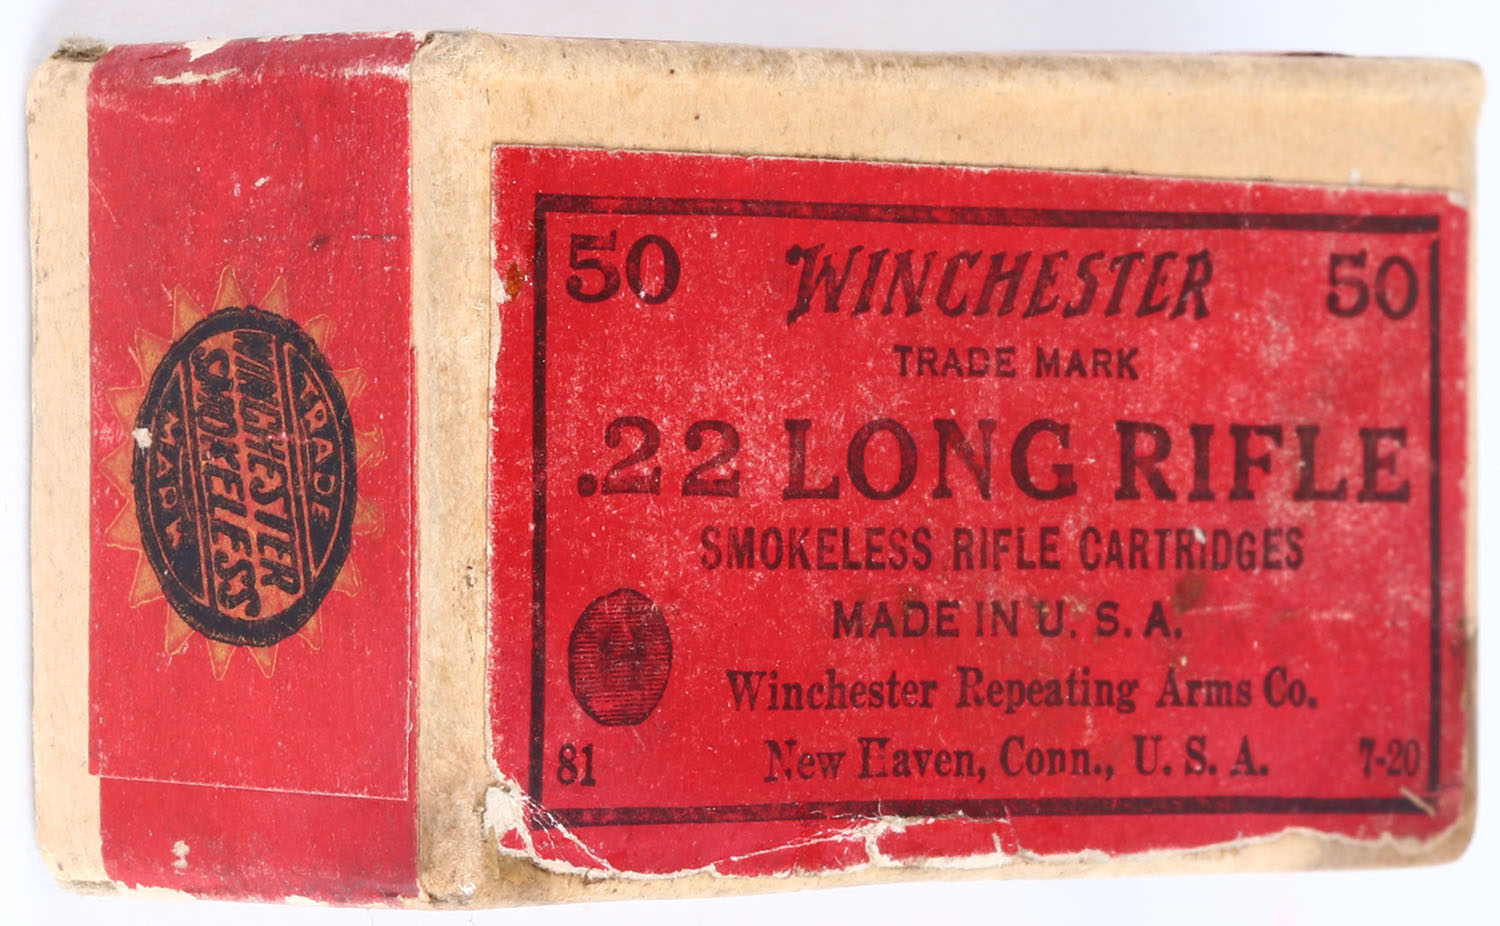 50 WINCHESTER 50
TRADE MARK
.22 LONG RIFLE
SMOKELESS RIFLE CARTRIDGES
MADE IN U. S. A.
H
Winchester Repeating Arms Co.
81 New Haven, Conn., U. S. A. 7-20
TRADE
WINCHESTER
SMOKELESS
MARK